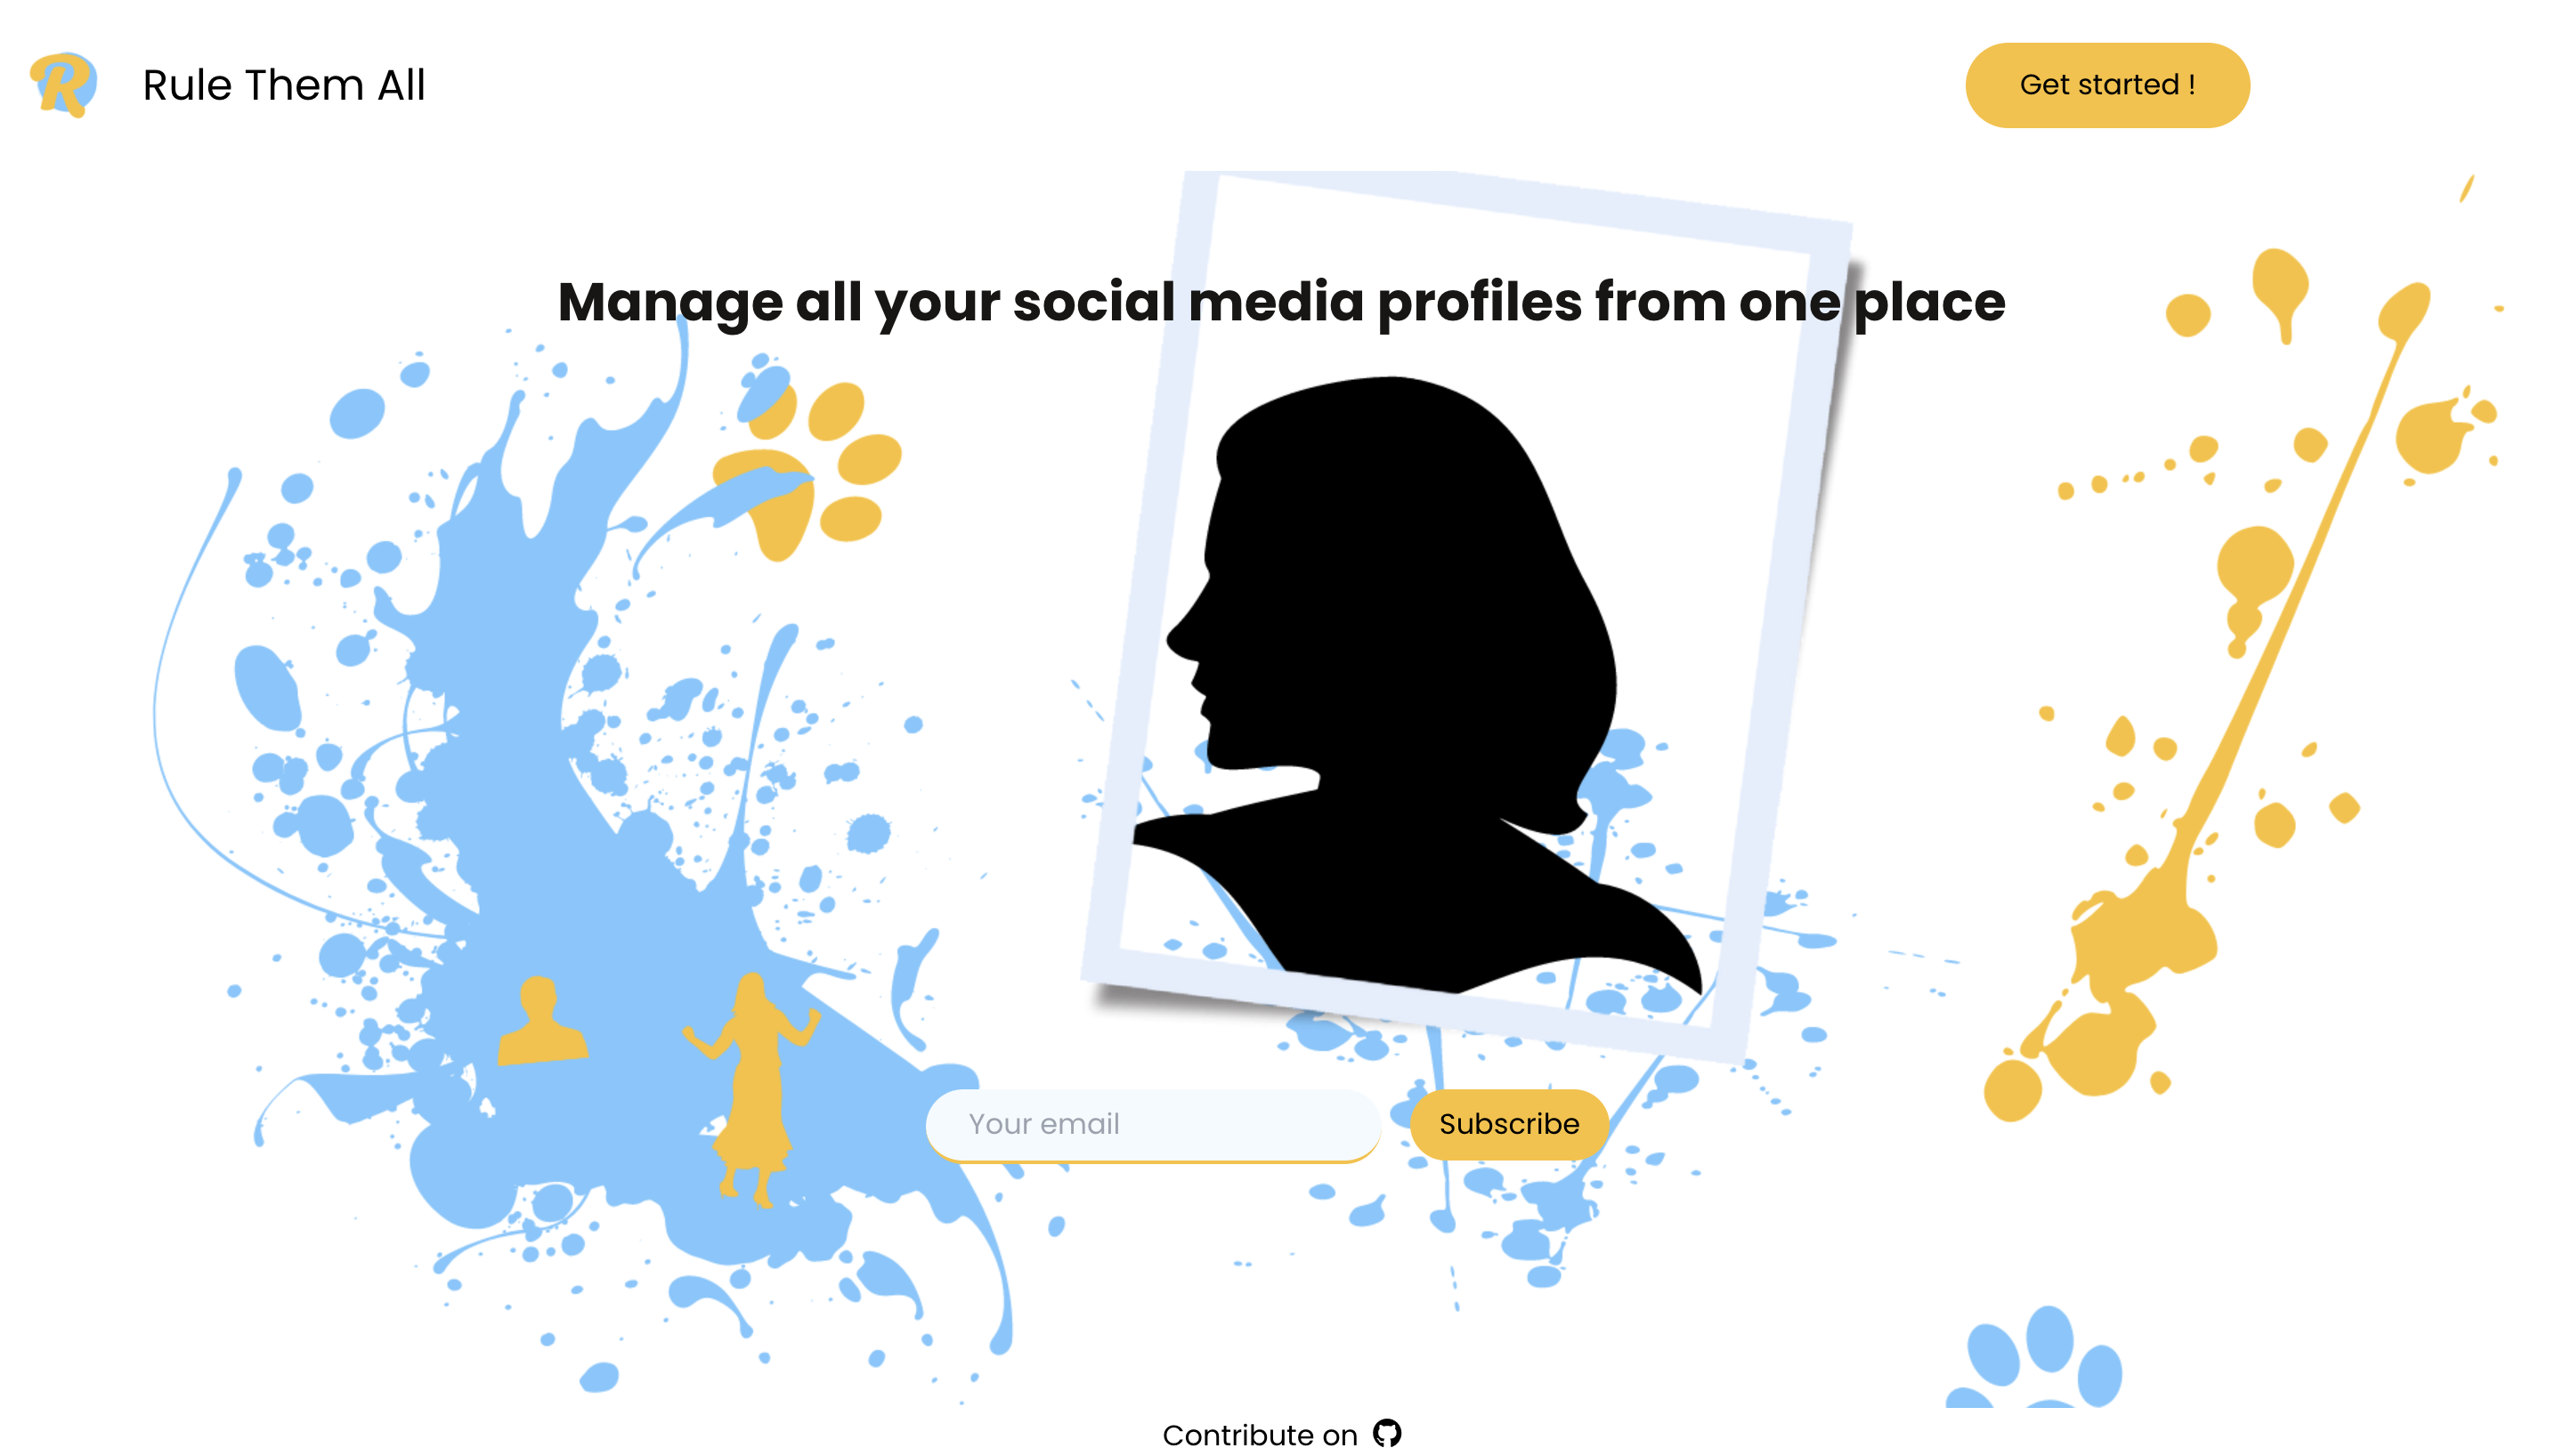 R
Rule Them All
Get started !
Manage all your social media profiles from one place
Your email
Subscribe
Contribute on